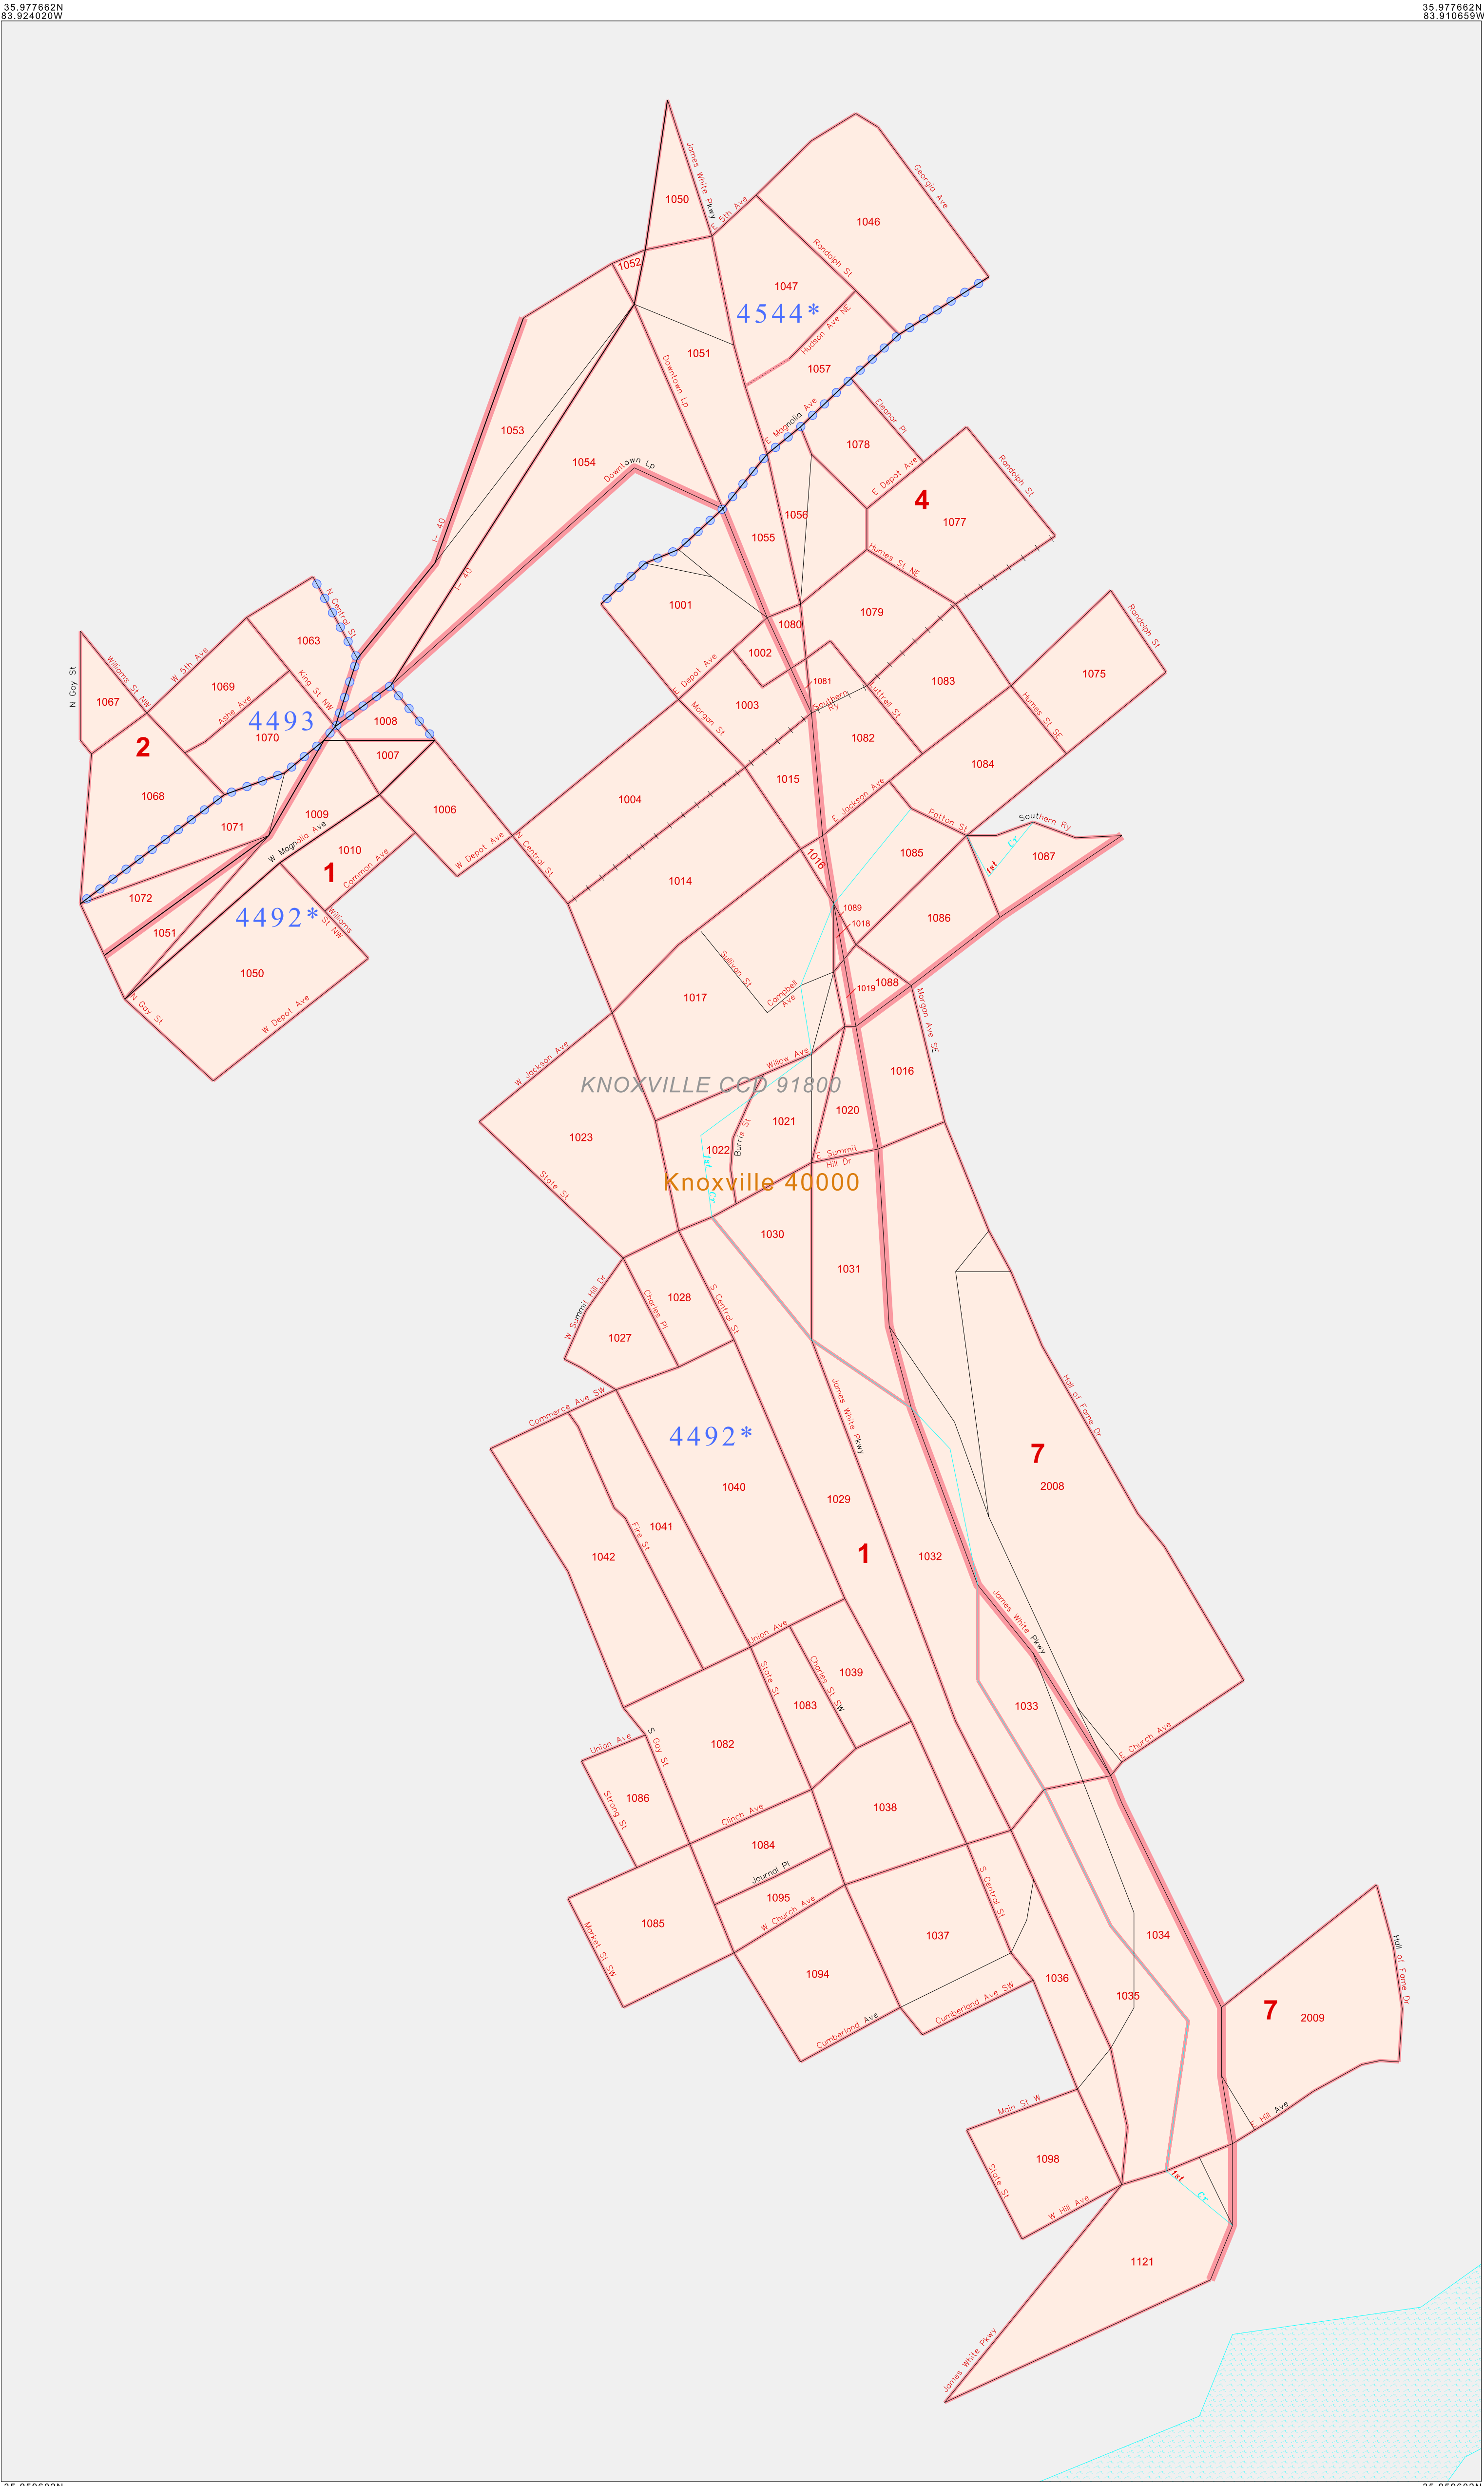 35.977662N
83.924020W
35.977662N
83.910659W
James White Pkwy
1050
E 5th Ave
Georgia Ave
1046
1052
Randolph St
1047
4544*
Hudson Ave NE
1051
Downtown Lp
1057
1053
E Magnolia Ave
Eleanor Pl
1078
Randolph St
1054
Downtown Lp
E Depot Ave
4
1056
1077
I- 40
1055
Humes St NE
I- 40
N Central St
1001
1079
Randolph St
1080
1063
W 5th Ave
1002
N Gay St
Williams St NW
1069
King St NW
E Depot Ave
1081
1083
1075
1067
Ashe Ave
1003
Southern Ry
Luttrell St
Humes St SE
4493
1008
Morgan St
1070
2
1007
1082
1084
1068
1015
1004
E Jackson Ave
1009
1006
1071
W Magnolia Ave
Patton St
Southern Ry
1010
N Central St
1016
1085
1st Cr
1087
1
Common Ave
W Depot Ave
1014
1072
1089
4492*
Williams St NW
1018
1086
1051
1050
Sullivan St
1088
1019
N Gay St
1017
Campbell Ave
W Depot Ave
Morgan Ave SE
W Jackson Ave
Willow Ave
1016
KNOXVILLE CCD 91800
1020
1023
1021
1022
Burris St
E Summit Hill Dr
1st Cr
State St
Knoxville 40000
1030
1031
W Summit Hill Dr
Charles Pl
1028
S Central St
1027
Commerce Ave SW
James White Pkwy
Hall of Fame Dr
4492*
7
2008
1040
1029
Fire St
1041
1
1042
1032
James White Pkwy
Union Ave
State St
Charles St SW
1039
1083
1033
Union Ave
S Gay St
1082
E Church Ave
Strong St
1086
Clinch Ave
1038
1084
Journal Pl
S Central St
1095
W Church Ave
Market St SW
1085
1037
1034
Hall of Fame Dr
1094
1036
Cumberland Ave SW
1035
7
2009
Cumberland Ave
Main St W
E Hill Ave
State St
1098
1st Cr
W Hill Ave
1121
James White Pkwy